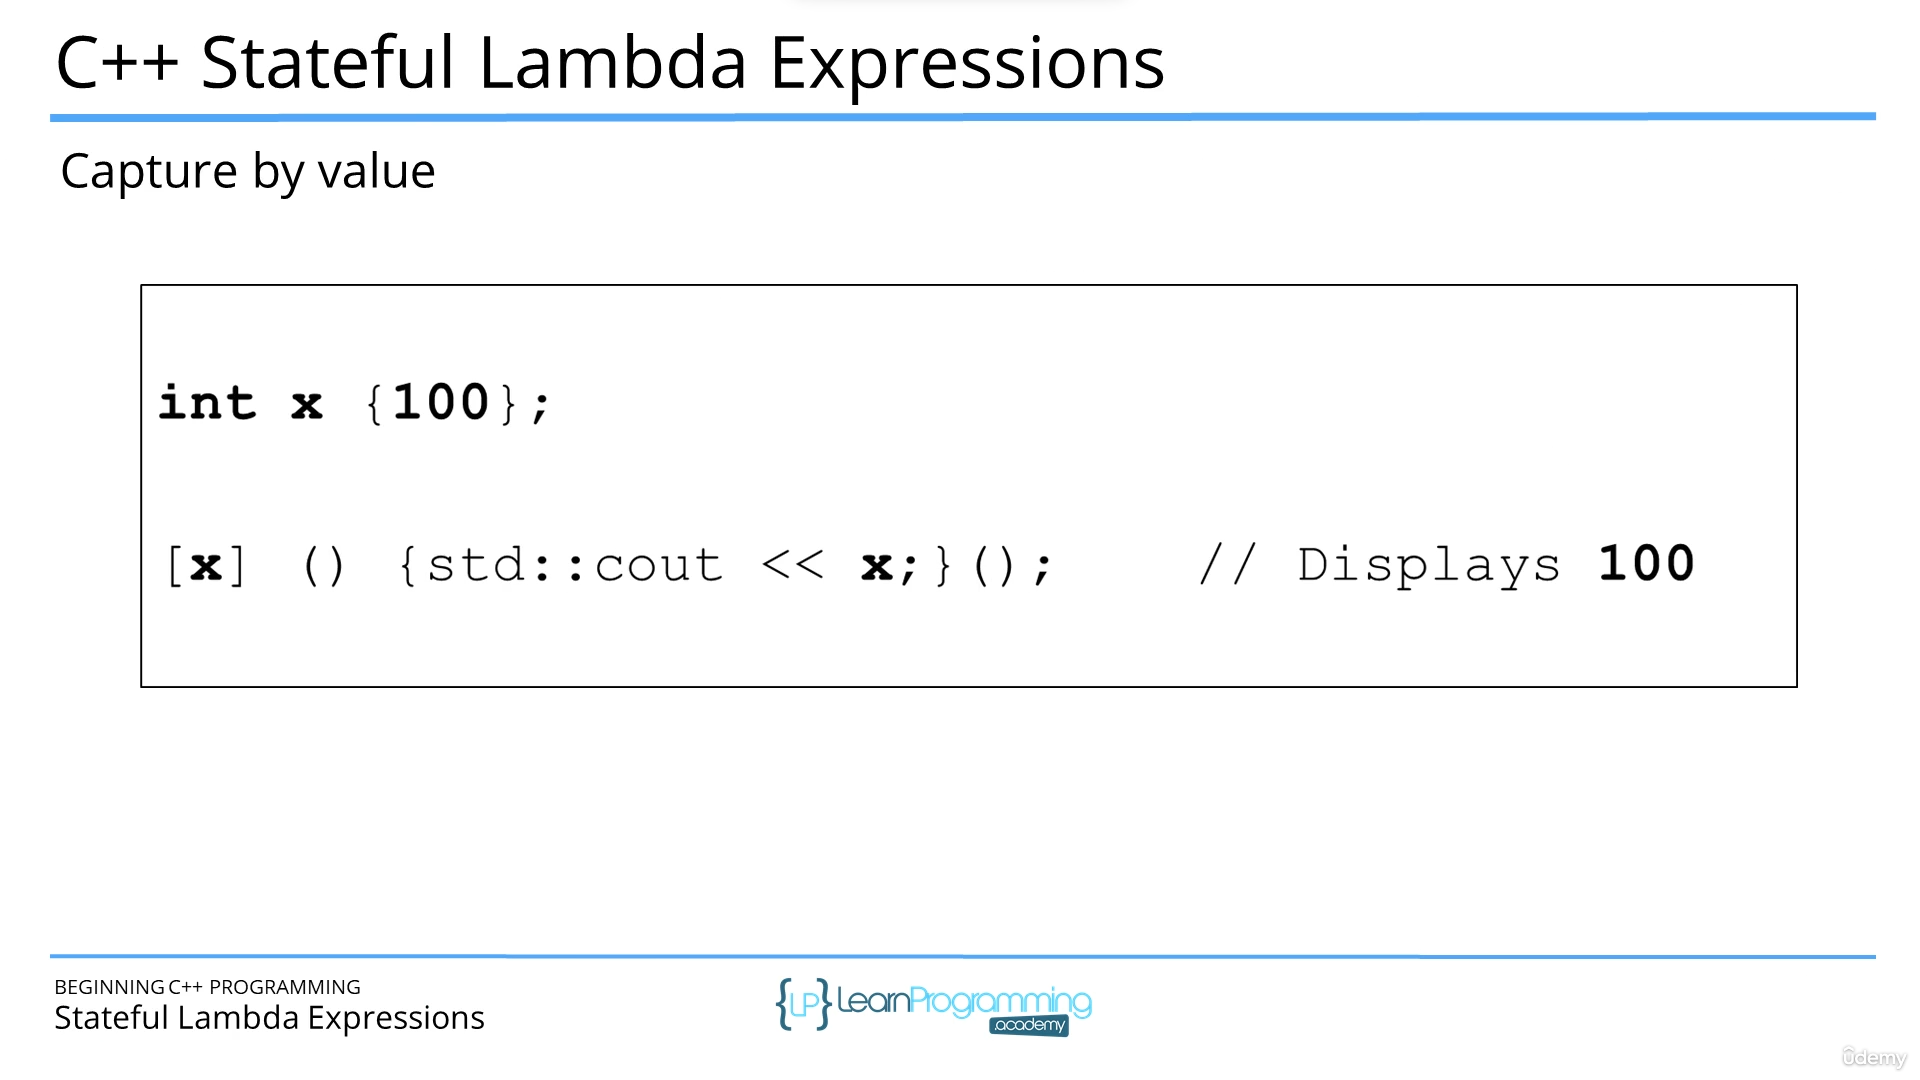 C++ Stateful Lambda Expressions
Capture by value
int x {100};
[x] () {std::cout << x;}(); // Displays 100
BEGINNING C++ PROGRAMMING
Stateful Lambda Expressions
{LP} LearnProgramming
.academy
ûdemy